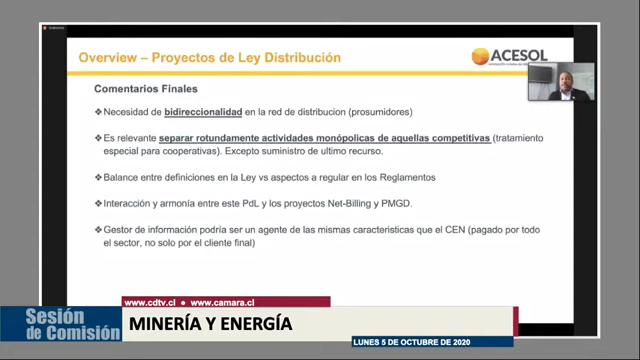 Overview – Proyectos de Ley Distribución
ACESOL
Comentarios Finales
❖Necesidad de bidireccionalidad en la red de distribucion (prosumidores)
❖Es relevante separar rotundamente actividades monópolicas de aquellas competitivas (tratamiento
especial para cooperativas). Excepto suministro de ultimo recurso.
❖Balance entre definiciones en la Ley vs aspectos a regular en los Reglamentos
❖Interacción y armonía entre este PdL y los proyectos Net-Billing y PMGD.
❖Gestor de información podría ser un agente de las mismas caracteristicas que el CEN (pagado por todo
el sector, no solo por el cliente final)
www.cdtv.cl ● www.camara.cl
Sesión
de Comisión
MINERÍA Y ENERGÍA
LUNES 5 DE OCTUBRE DE 2020